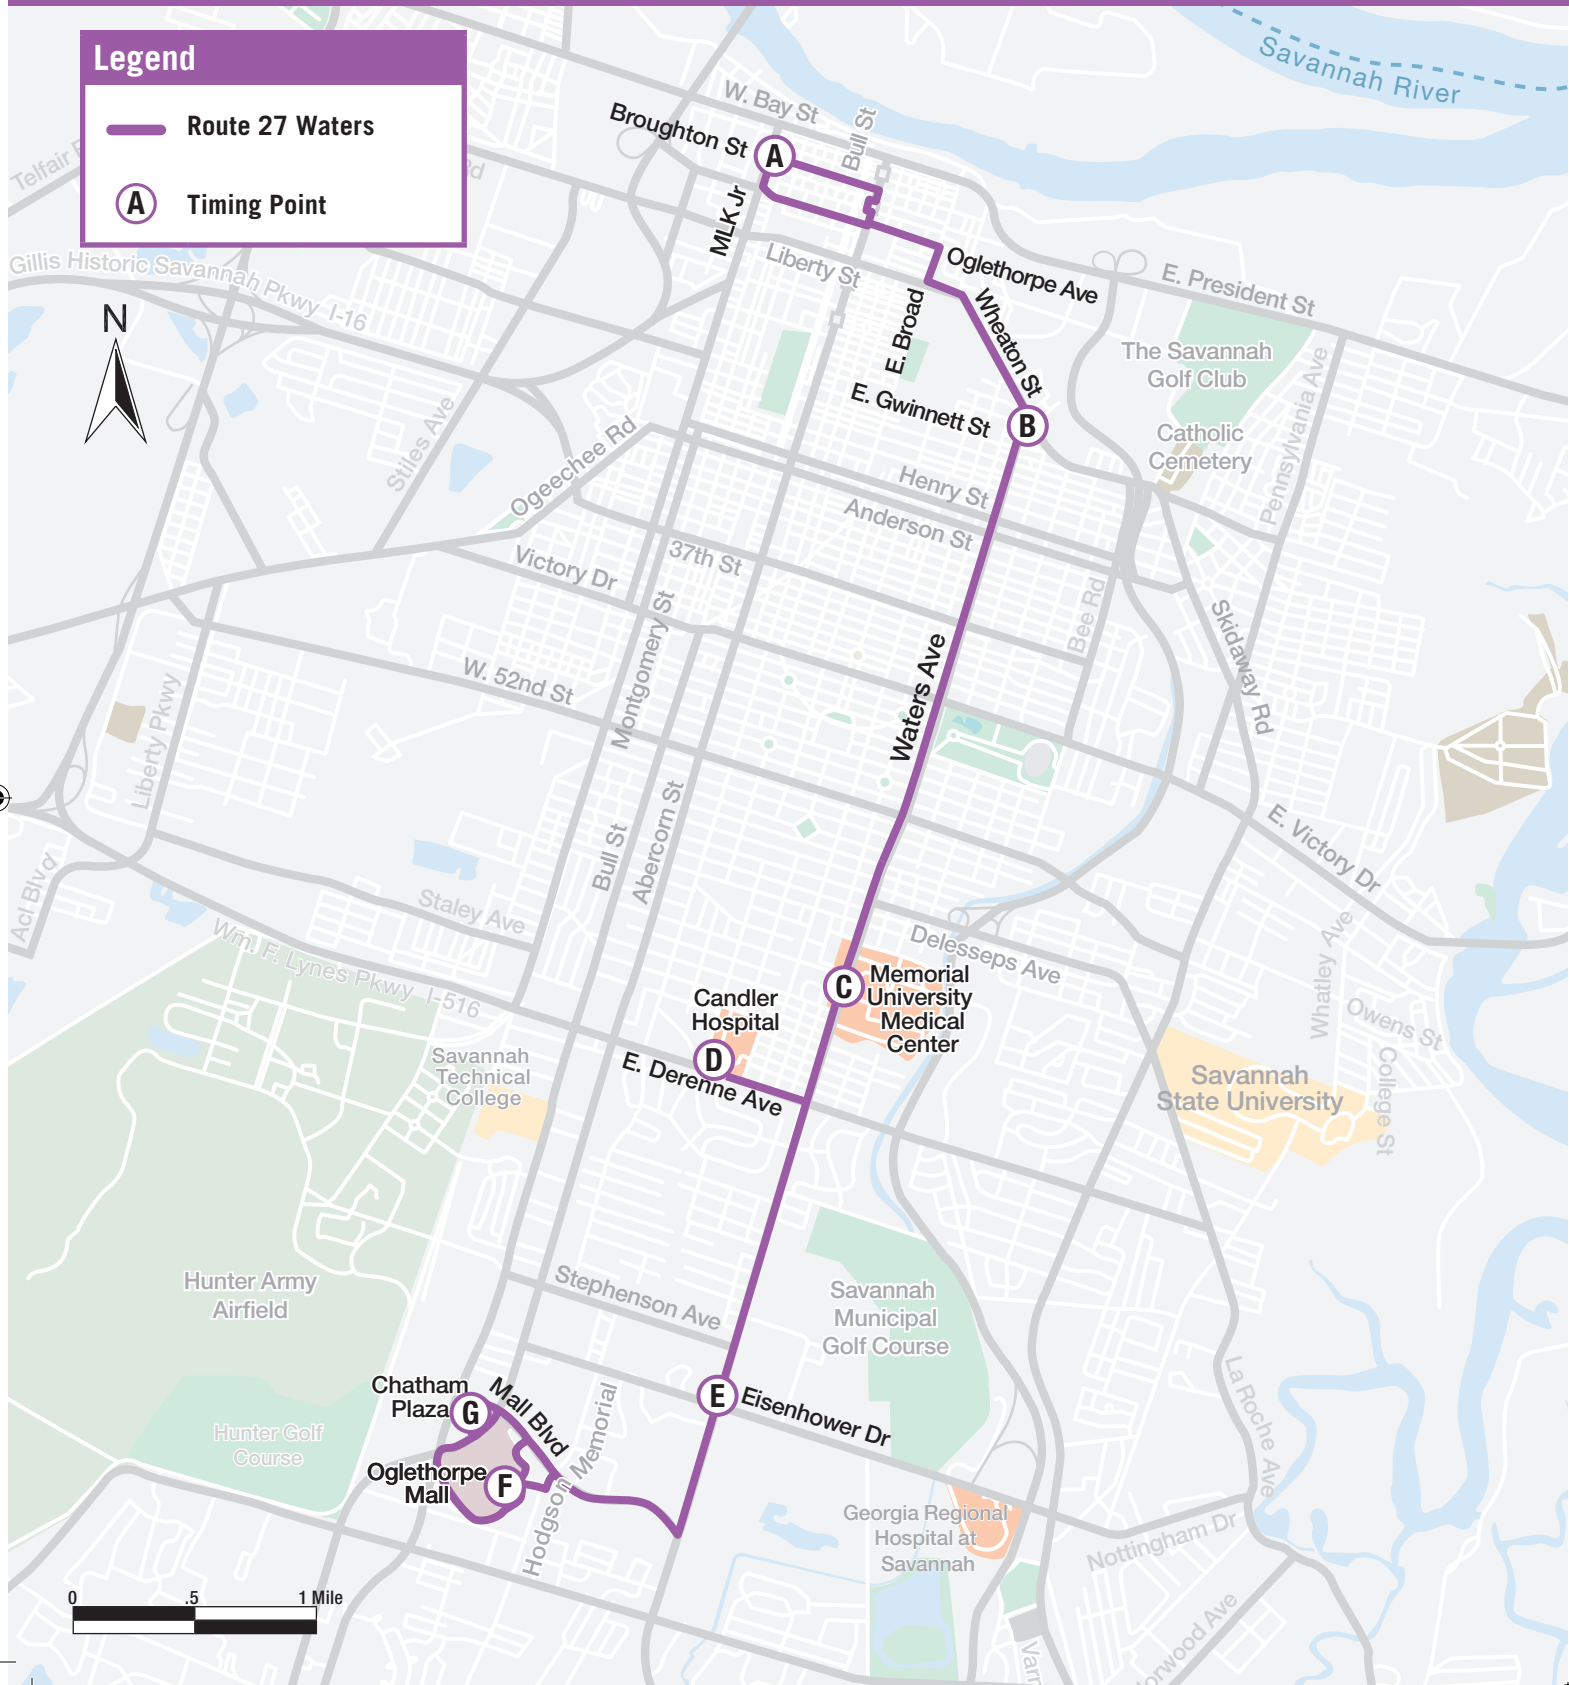 Legend
Route 27 Waters
A
Timing Point
Savannah River
W. Bay St
Bull St
Broughton St
A
Telfair
Rd
MLK Jr
Liberty St
Oglethorpe Ave
E. President St
Gillis Historic Savannah Pkwy I-16
N
E. Broad
Wheaton St
The Savannah
Golf Club
Pennsylvania Ave
E. Gwinnett St
B
Catholic
Cemetery
Stiles Ave
Ogeechee Rd
Henry St
Anderson St
37th St
Victory Dr
Bee Rd
Skidaway Rd
Montgomery St
Waters Ave
W. 52nd St
Liberty Pkwy
Abercorn St
Bull St
E. Victory Dr
Acl Blvd
Staley Ave
Wm. F. Lynes Pkwy I-516
Delesseps Ave
Whatley Ave
C
Memorial
University
Medical
Center
Candler
Hospital
D
E. Derenne Ave
Owens St
College St
Savannah
Technical
College
Savannah
State University
Hunter Army
Airfield
Stephenson Ave
Savannah
Municipal
Golf Course
La Roche Ave
Chatham
Plaza
G
Mall Blvd
E
Eisenhower Dr
Hunter Golf
Course
Oglethorpe
Mall
F
Hodgson Memorial
Georgia Regional
Hospital at
Savannah
Nottingham Dr
0 .5 1 Mile
Varn
orwood Ave